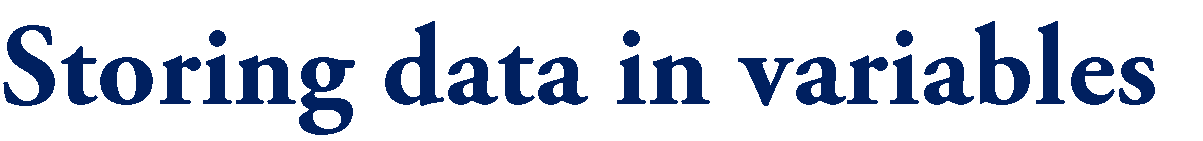 Storing data in variables